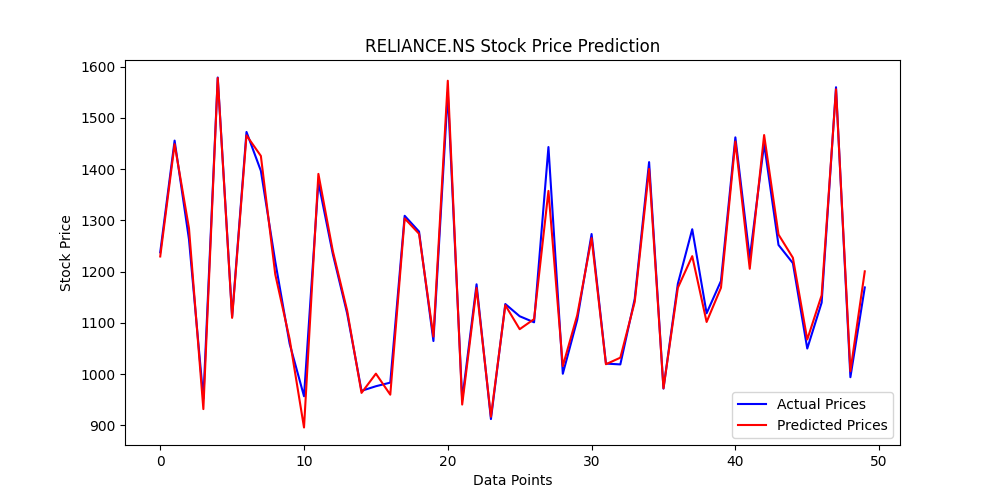 RELIANCE.NS Stock Price Prediction
Stock Price
1600
1500
1400
1300
1200
1100
1000
900
Actual Prices
Predicted Prices
0 10 20 30 40 50
Data Points